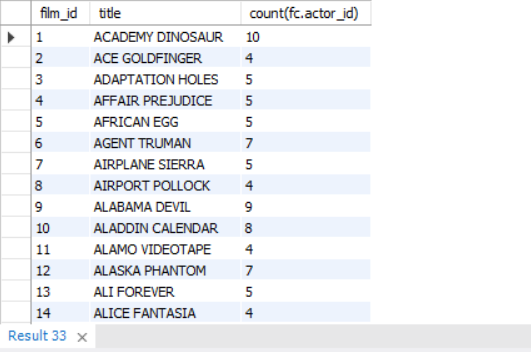 film_id title count(fc.actor_id)
1 ACADEMY DINOSAUR 10
2 ACE GOLDFINGER 4
3 ADAPTATION HOLES 5
4 AFFAIR PREJUDICE 5
5 AFRICAN EGG 5
6 AGENT TRUMAN 7
7 AIRPLANE SIERRA 5
8 AIRPORT POLLOCK 4
9 ALABAMA DEVIL 9
10 ALADDIN CALENDAR 8
11 ALAMO VIDEOTAPE 4
12 ALASKA PHANTOM 7
13 ALI FOREVER 5
14 ALICE FANTASIA 4
Result 33